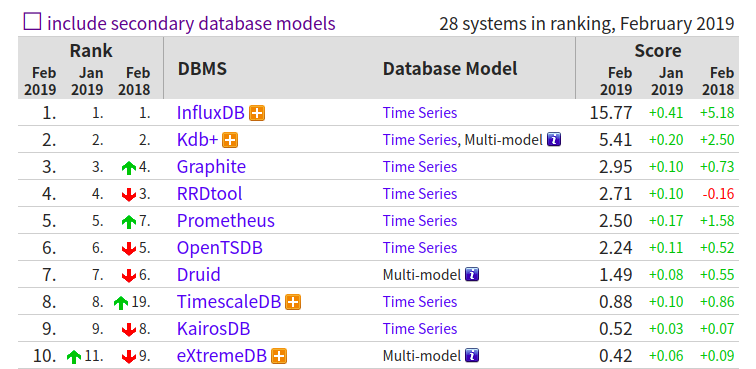 include secondary database models 28 systems in ranking, February 2019
Rank DBMS Database Model Score
Feb 2019 Jan 2019 Feb 2018 Feb 2019 Jan 2019 Feb 2018
1. 1. 1. InfluxDB Time Series 15.77 +0.41 +5.18
2. 2. 2. Kdb+ Time Series, Multi-model i 5.41 +0.20 +2.50
3. 3. 4. Graphite Time Series 2.95 +0.10 +0.73
4. 4. 3. RRDtool Time Series 2.71 +0.10 -0.16
5. 5. 7. Prometheus Time Series 2.50 +0.17 +1.58
6. 6. 5. OpenTSDB Time Series 2.24 +0.11 +0.52
7. 7. 6. Druid Multi-model i 1.49 +0.08 +0.55
8. 8. 19. TimescaleDB Time Series 0.88 +0.10 +0.86
9. 9. 8. KairosDB Time Series 0.52 +0.03 +0.07
10. 11. 9. eXtremeDB Multi-model i 0.42 +0.06 +0.09